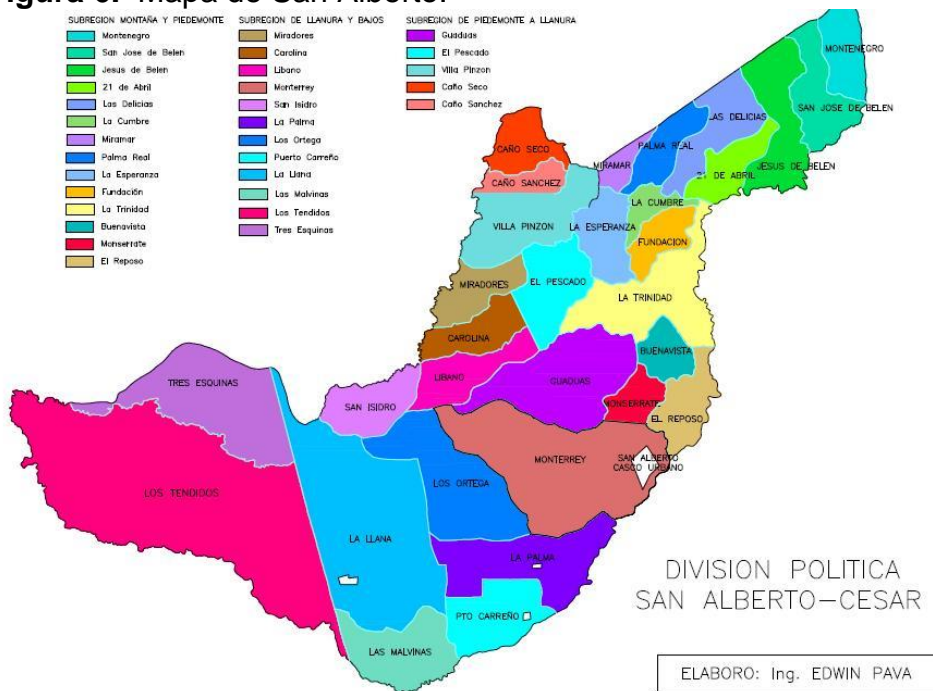 igura 6. Mapa de San Alberto.
SUBREGION MONTAÑA Y PIEDEMONTE
Montenegro
San Jose de Belen
Jesus de Belen
21 de Abril
Las Delicias
La Cumbre
Miramar
Palma Real
La Esperanza
Fundación
La Trinidad
Buenavista
Monserrate
El Reposo
SUBREGION DE LLANURA Y BAJOS
Miradores
Carolina
Libano
Monterrey
San Isidro
La Palma
Los Ortega
Puerto Carreño
La Llana
Las Malvinas
Los Tendidos
Tres Esquinas
SUBREGION DE PIEDEMONTE A LLANURA
Guaduas
El Pescado
Villa Pinzon
Caño Seco
Caño Sanchez
MONTENEGRO
SAN JOSE DE BELEN
LAS DELICIAS
PALMA REAL
CAÑO SECO
MIRAMAR
JESUS DE BELEN
21 DE ABRIL
CAÑO SANCHEZ
LA CUMBRE
VILLA PINZON
LA ESPERANZA
FUNDACION
MIRADORES
EL PESCADO
LA TRINIDAD
CAROLINA
BUENAVISTA
TRES ESQUINAS
LIBANO
GUADUAS
MONSERRATE
SAN ISIDRO
EL REPOSO
MONTERREY
SAN ALBERTO
CASCO URBANO
LOS TENDIDOS
LOS ORTEGA
LA LLANA
LA PALMA
PTO CARREÑO
LAS MALVINAS
DIVISION POLITICA
SAN ALBERTO-CESAR
ELABORO: Ing. EDWIN PAVA